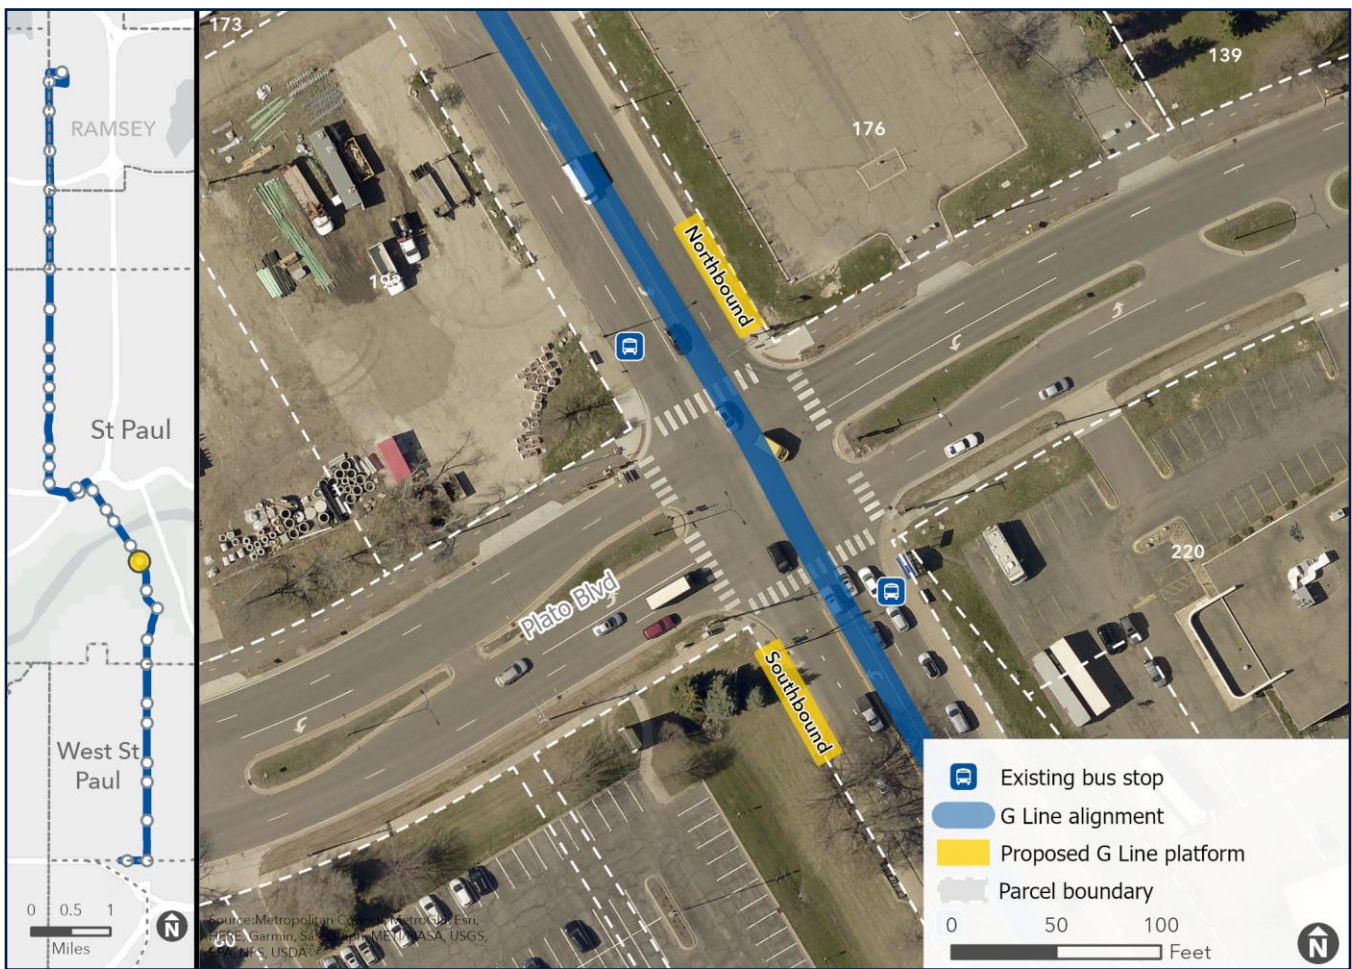 RAMSEY
St Paul
West St
Paul
0 0.5 1
Miles
N
173
139
176
Northbound
Plato Blvd
220
Southbound
Existing bus stop
G Line alignment
Proposed G Line platform
Parcel boundary
0 50 100
Feet
N
Source:Metropolitan Council, MetroGIS, Esri,
HERE, Garmin, SafeGraph, METI/NASA, USGS,
EPA, NPS, USDA